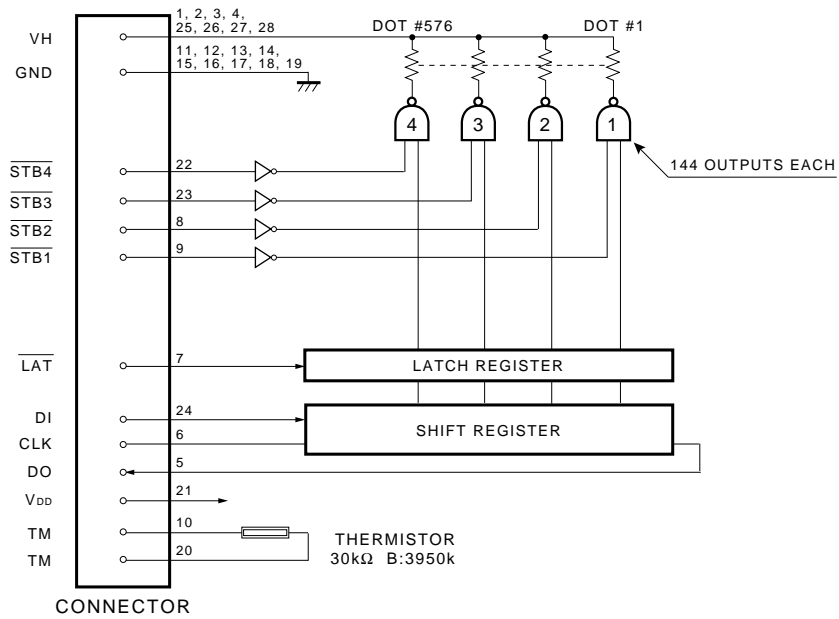 1, 2, 3, 4,
VH 25, 26, 27, 28 DOT #576 DOT #1
11, 12, 13, 14,
GND 15, 16, 17, 18, 19
4 3 2 1
144 OUTPUTS EACH
STB4 22
STB3 23
STB2 8
STB1 9
LAT 7 LATCH REGISTER
DI 24
SHIFT REGISTER
CLK 6
DO 5
VDD 21
TM 10 THERMISTOR
30kΩ B:3950k
TM 20
CONNECTOR